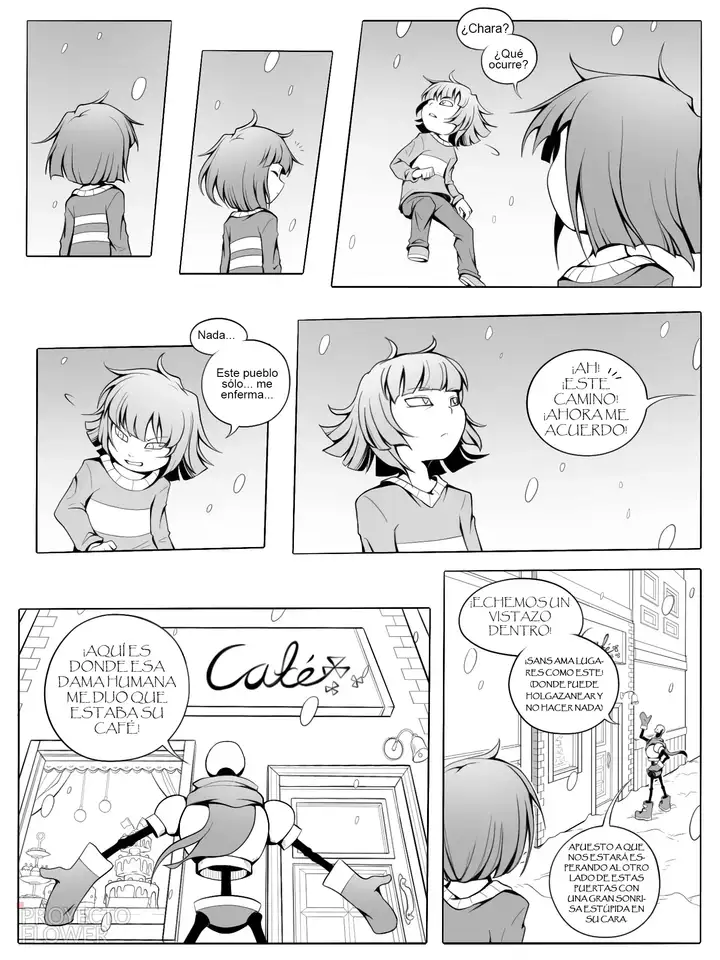 ¿Chara?
¿Qué
ocurre?
Nada...
Este pueblo
sólo... me
enferma...
¡AH!
¡ESTE
CAMINO!
¡AHORA ME
ACUERDO!
¡AQUÍ ES
DONDE ESA
DAMA HUMANA
ME DIJO QUE
ESTABA SU
CAFÉ!
Café
¡ECHEMOS UN
VISTAZO
DENTRO!
¡SANS AMA LUGA-
RES COMO ESTE!
¡DONDE PUEDE
HOLGAZANEAR Y
NO HACER NADA!
Café
APUESTO A QUE
NOS ESTARÁ ES-
PERANDO AL OTRO
LADO DE ESTAS
PUERTAS CON
UNA GRAN SONRI-
SA ESTÚPIDA EN
SU CARA.
PROYECTO
FLOWER